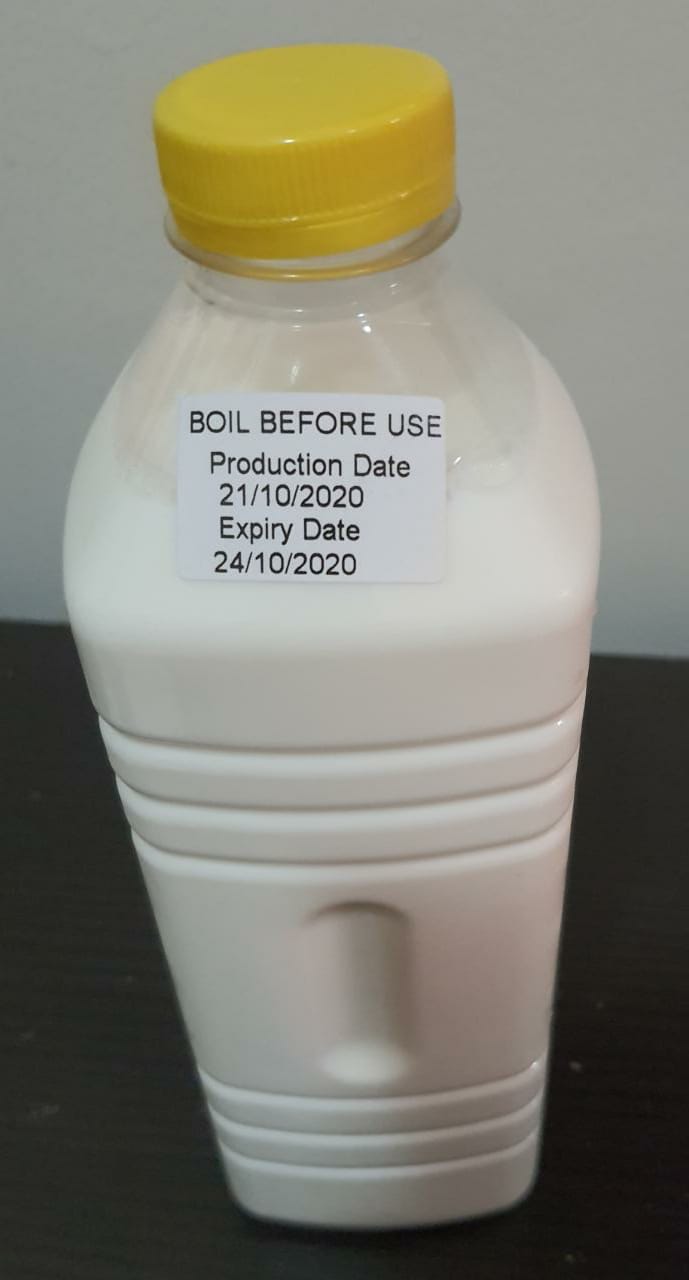 BOIL BEFORE USE
Production Date
21/10/2020
Expiry Date
24/10/2020